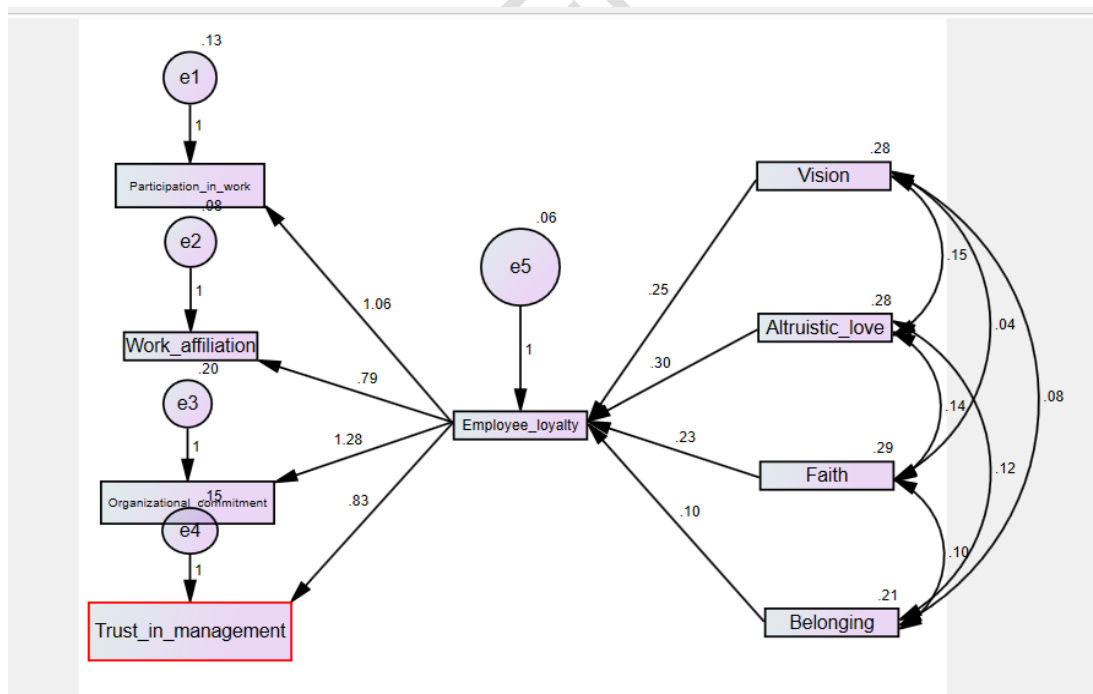 .13
e1
1
Participation_in_work
.08
e2
1
Work_affiliation
.20
e3
1
Organizational_commitment
.15
e4
1
Trust_in_management
1.06
.79
1.28
.83
.06
e5
1
Employee_loyalty
.25
.30
.23
.10
.28
Vision
.28
Altruistic_love
.29
Faith
.21
Belonging
.15
.04
.14
.08
.12
.10